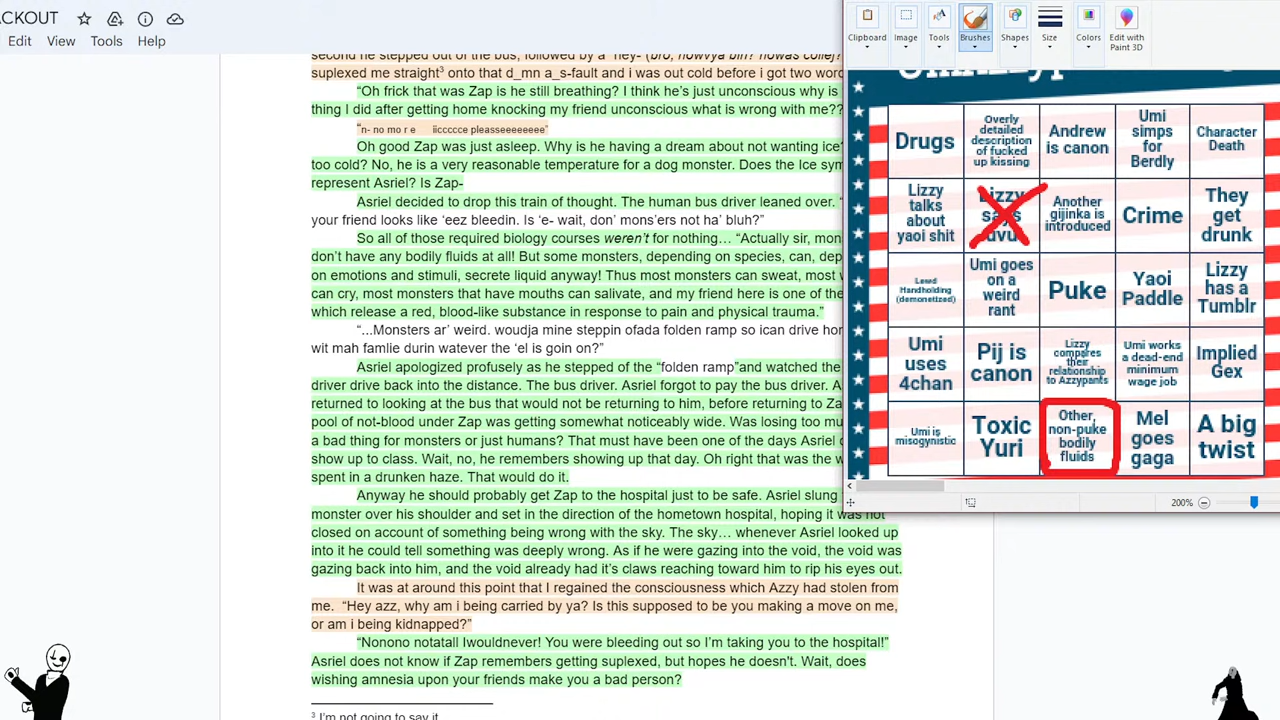 CKOUT
Edit View Tools Help
second he stepped out of the bus, followed by a "hey- (bro, howvya bin? howas collej
suplexed me straight³ onto that d_mn a_s-fault and i was out cold before i got two wor
"Oh frick that was Zap is he still breathing? I think he's just unconscious why is
thing I did after getting home knocking my friend unconscious what is wrong with me??
"n- no mo r e iiccccce pleasseeeeeee"
Oh good Zap was just asleep. Why is he having a dream about not wanting ice?
too cold? No, he is a very reasonable temperature for a dog monster. Does the Ice sym
represent Asriel? Is Zap-
Asriel decided to drop this train of thought. The human bus driver leaned over. "
your friend looks like 'eez bleedin. Is 'e- wait, don' mons'ers not ha' bluh?"
So all of those required biology courses weren't for nothing… "Actually sir, mon
don't have any bodily fluids at all! But some monsters, depending on species, can, dep
on emotions and stimuli, secrete liquid anyway! Thus most monsters can sweat, most
can cry, most monsters that have mouths can salivate, and my friend here is one of the
which release a red, blood-like substance in response to pain and physical trauma."
"...Monsters ar' weird. woudja mine steppin ofada folden ramp so ican drive hor
wit mah famlie durin watever the 'el is goin on?"
Asriel apologized profusely as he stepped of the "folden ramp"and watched the
driver drive back into the distance. The bus driver. Asriel forgot to pay the bus driver. A
returned to looking at the bus that would not be returning to him, before returning to Za
pool of not-blood under Zap was getting somewhat noticeably wide. Was losing too mu
a bad thing for monsters or just humans? That must have been one of the days Asriel
show up to class. Wait, no, he remembers showing up that day. Oh right that was the w
spent in a drunken haze. That would do it.
Anyway he should probably get Zap to the hospital just to be safe. Asriel slung
monster over his shoulder and set in the direction of the hometown hospital, hoping it was not
closed on account of something being wrong with the sky. The sky… whenever Asriel looked up
into it he could tell something was deeply wrong. As if he were gazing into the void, the void was
gazing back into him, and the void already had it's claws reaching toward him to rip his eyes out.
It was at around this point that I regained the consciousness which Azzy had stolen from
me. "Hey azz, why am i being carried by ya? Is this supposed to be you making a move on me,
or am i being kidnapped?"
"Nonono notatall Iwouldnever! You were bleeding out so I'm taking you to the hospital!"
Asriel does not know if Zap remembers getting suplexed, but hopes he doesn't. Wait, does
wishing amnesia upon your friends make you a bad person?
³ I'm not going to say it
Clipboard
Image
Tools
Brushes
Shapes
Size
Colors
Edit with
Paint 3D
Drugs
Overly
detailed
description
of fucked
up kissing
Andrew
is canon
Umi
simps
for
Berdly
Character
Death
Lizzy
talks
about
yaoi shit
Lizzy
says
Another
gijinka is
introduced
Crime
They
get
drunk
Lewd
Handholding
(demonetized)
Umi goes
on a
weird
rant
Puke
Yaoi
Paddle
Lizzy
has a
Tumblr
Umi
uses
4chan
Pij is
canon
Lizzy
compares
their
relationship
to Azzypants
Umi works
a dead-end
minimum
wage job
Implied
Gex
Umi is
misogynistic
Toxic
Yuri
Other,
non-puke
bodily
fluids
Mel
goes
gaga
A big
twist
200%